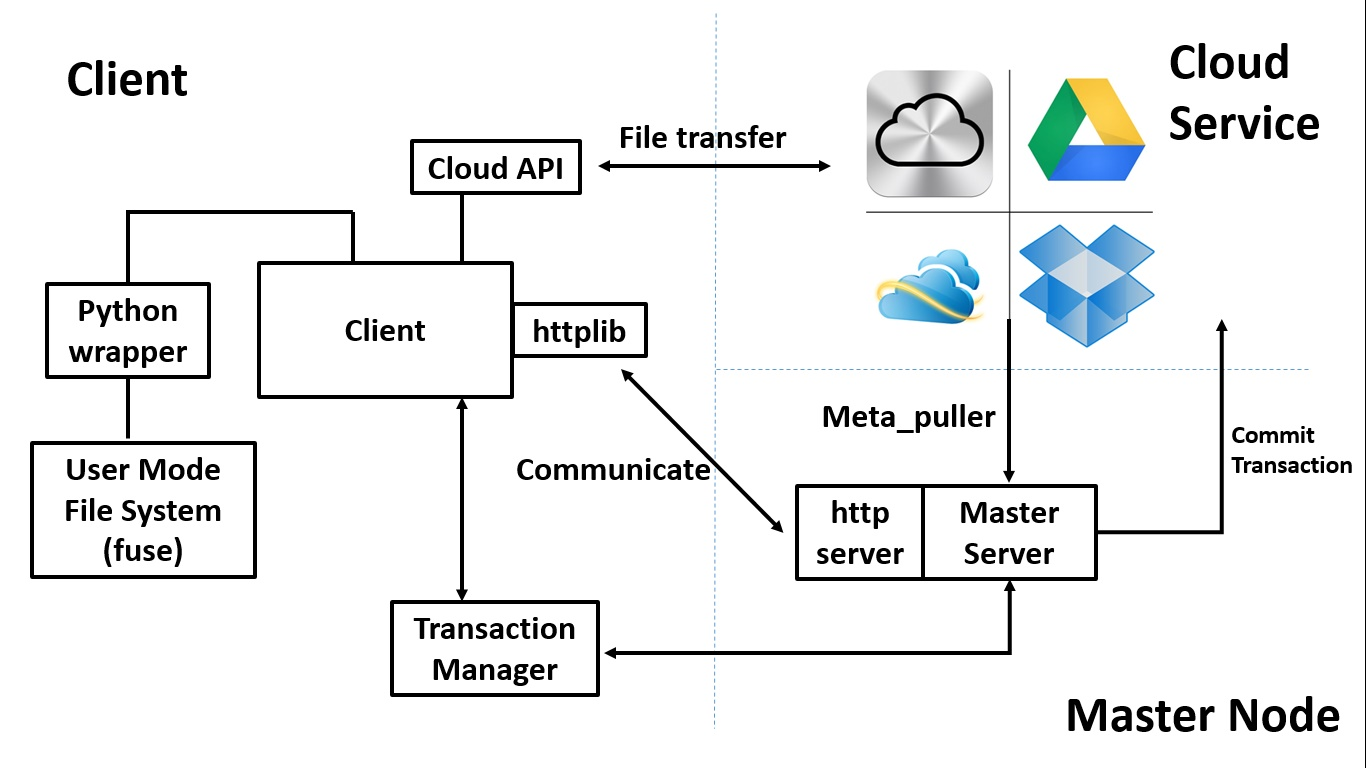 Client
Cloud
Service
File transfer
Cloud API
Python
wrapper
Client
httplib
User Mode
File System
(fuse)
Communicate
Meta_puller
Commit
Transaction
http
server
Master
Server
Transaction
Manager
Master Node